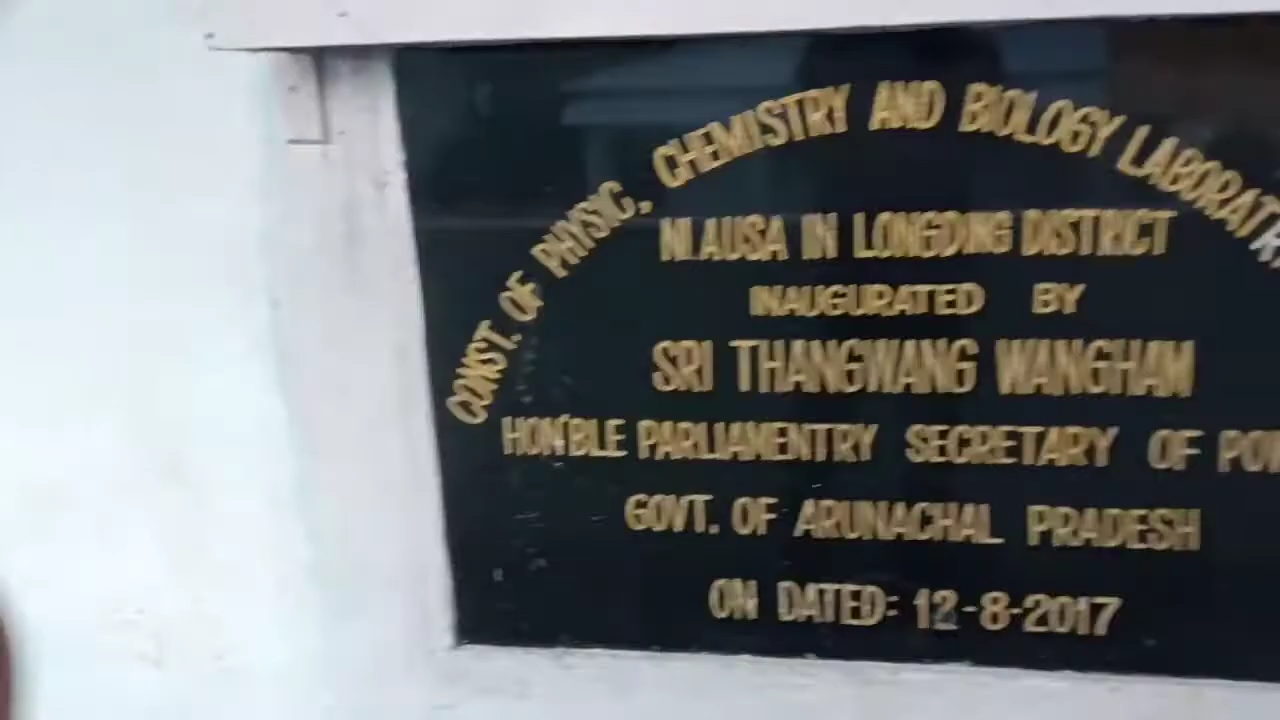 CONST. OF PHYSIC, CHEMISTRY AND BIOLOGY LABORAT
NIAUSA IN LONGDING DISTRICT
INAUGURATED BY
SRI THANGWANG WANGHAM
HON'BLE PARLIAMENTRY SECRETARY OF
GOVT. OF ARUNACHAL PRADESH
ON DATED: 12-8-2017